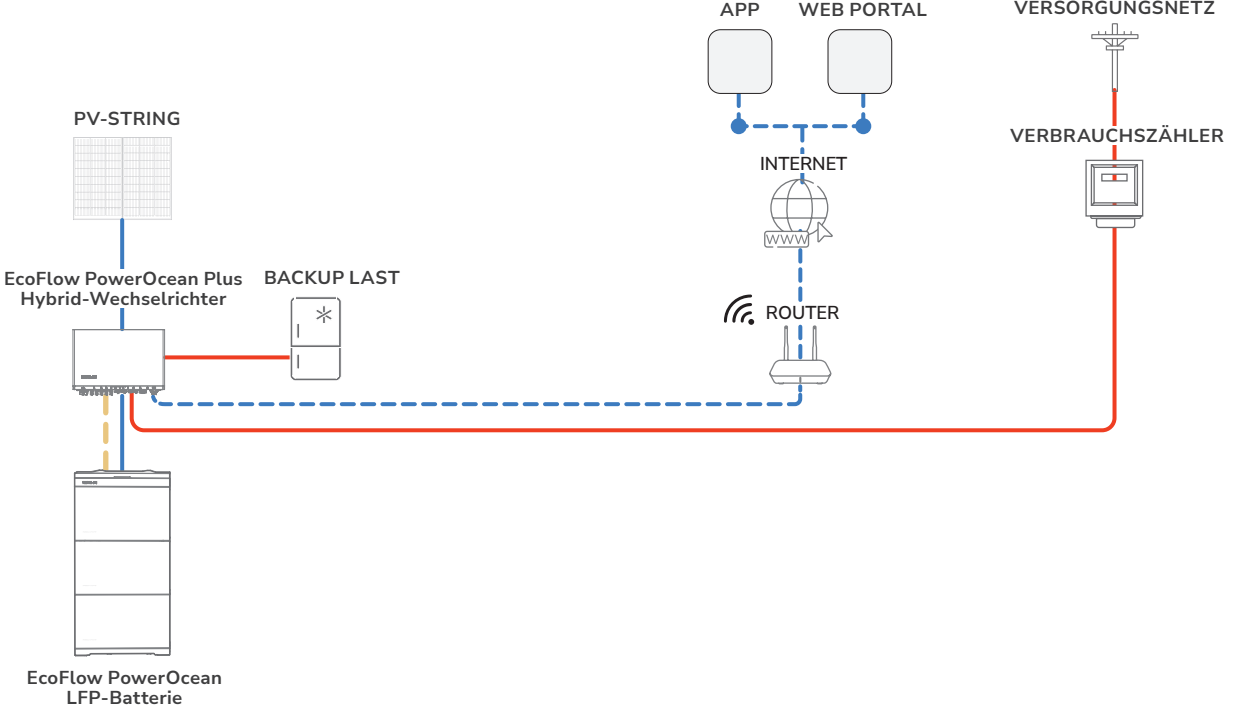 APP
WEB PORTAL
VERSORGUNGSNETZ
PV-STRING
VERBRAUCHSZÄHLER
INTERNET
WWW
EcoFlow PowerOcean Plus
Hybrid-Wechselrichter
BACKUP LAST
ROUTER
EcoFlow PowerOcean
LFP-Batterie